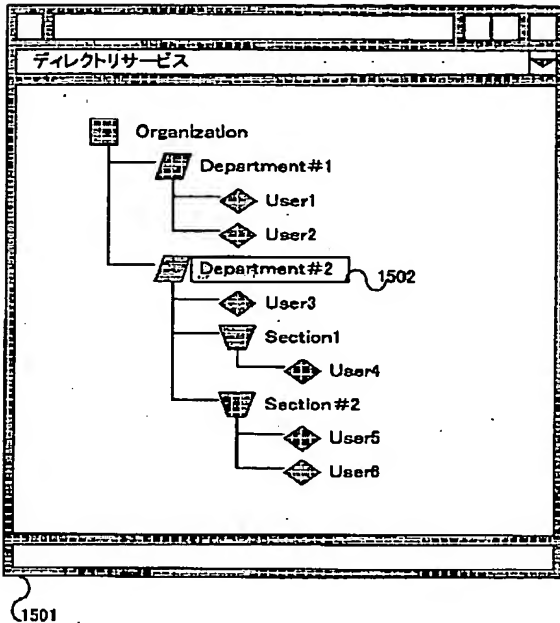 ディレクトリサービス
Organization
Department#1
User1
User2
Department#2
1502
User3
Section1
User4
Section#2
User5
User6
1501